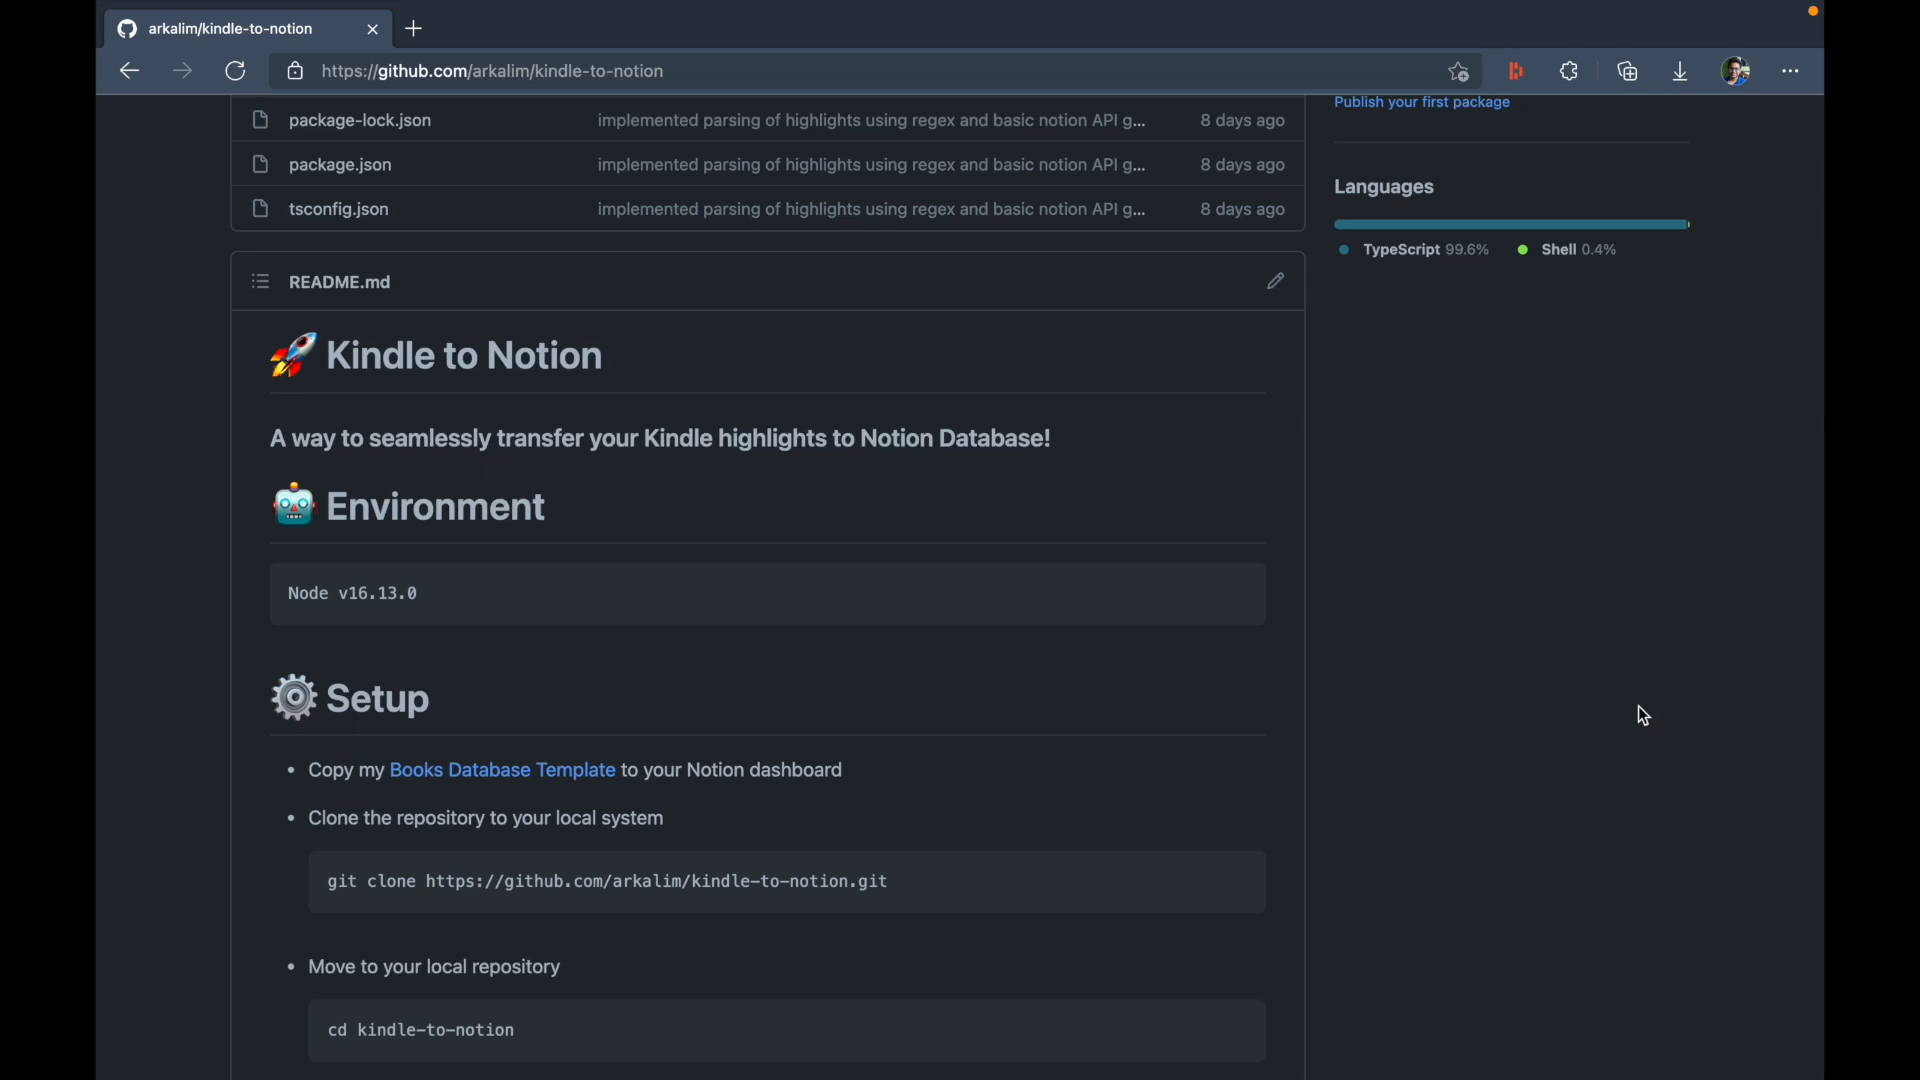 arkalim/kindle-to-notion
https://github.com/arkalim/kindle-to-notion
Publish your first package
package-lock.json implemented parsing of highlights using regex and basic notion API g... 8 days ago
package.json implemented parsing of highlights using regex and basic notion API g... 8 days ago
tsconfig.json implemented parsing of highlights using regex and basic notion API g... 8 days ago
Languages
TypeScript 99.6% Shell 0.4%
README.md
🚀 Kindle to Notion
A way to seamlessly transfer your Kindle highlights to Notion Database!
🤖 Environment
Node v16.13.0
⚙️ Setup
• Copy my Books Database Template to your Notion dashboard
• Clone the repository to your local system
git clone https://github.com/arkalim/kindle-to-notion.git
• Move to your local repository
cd kindle-to-notion